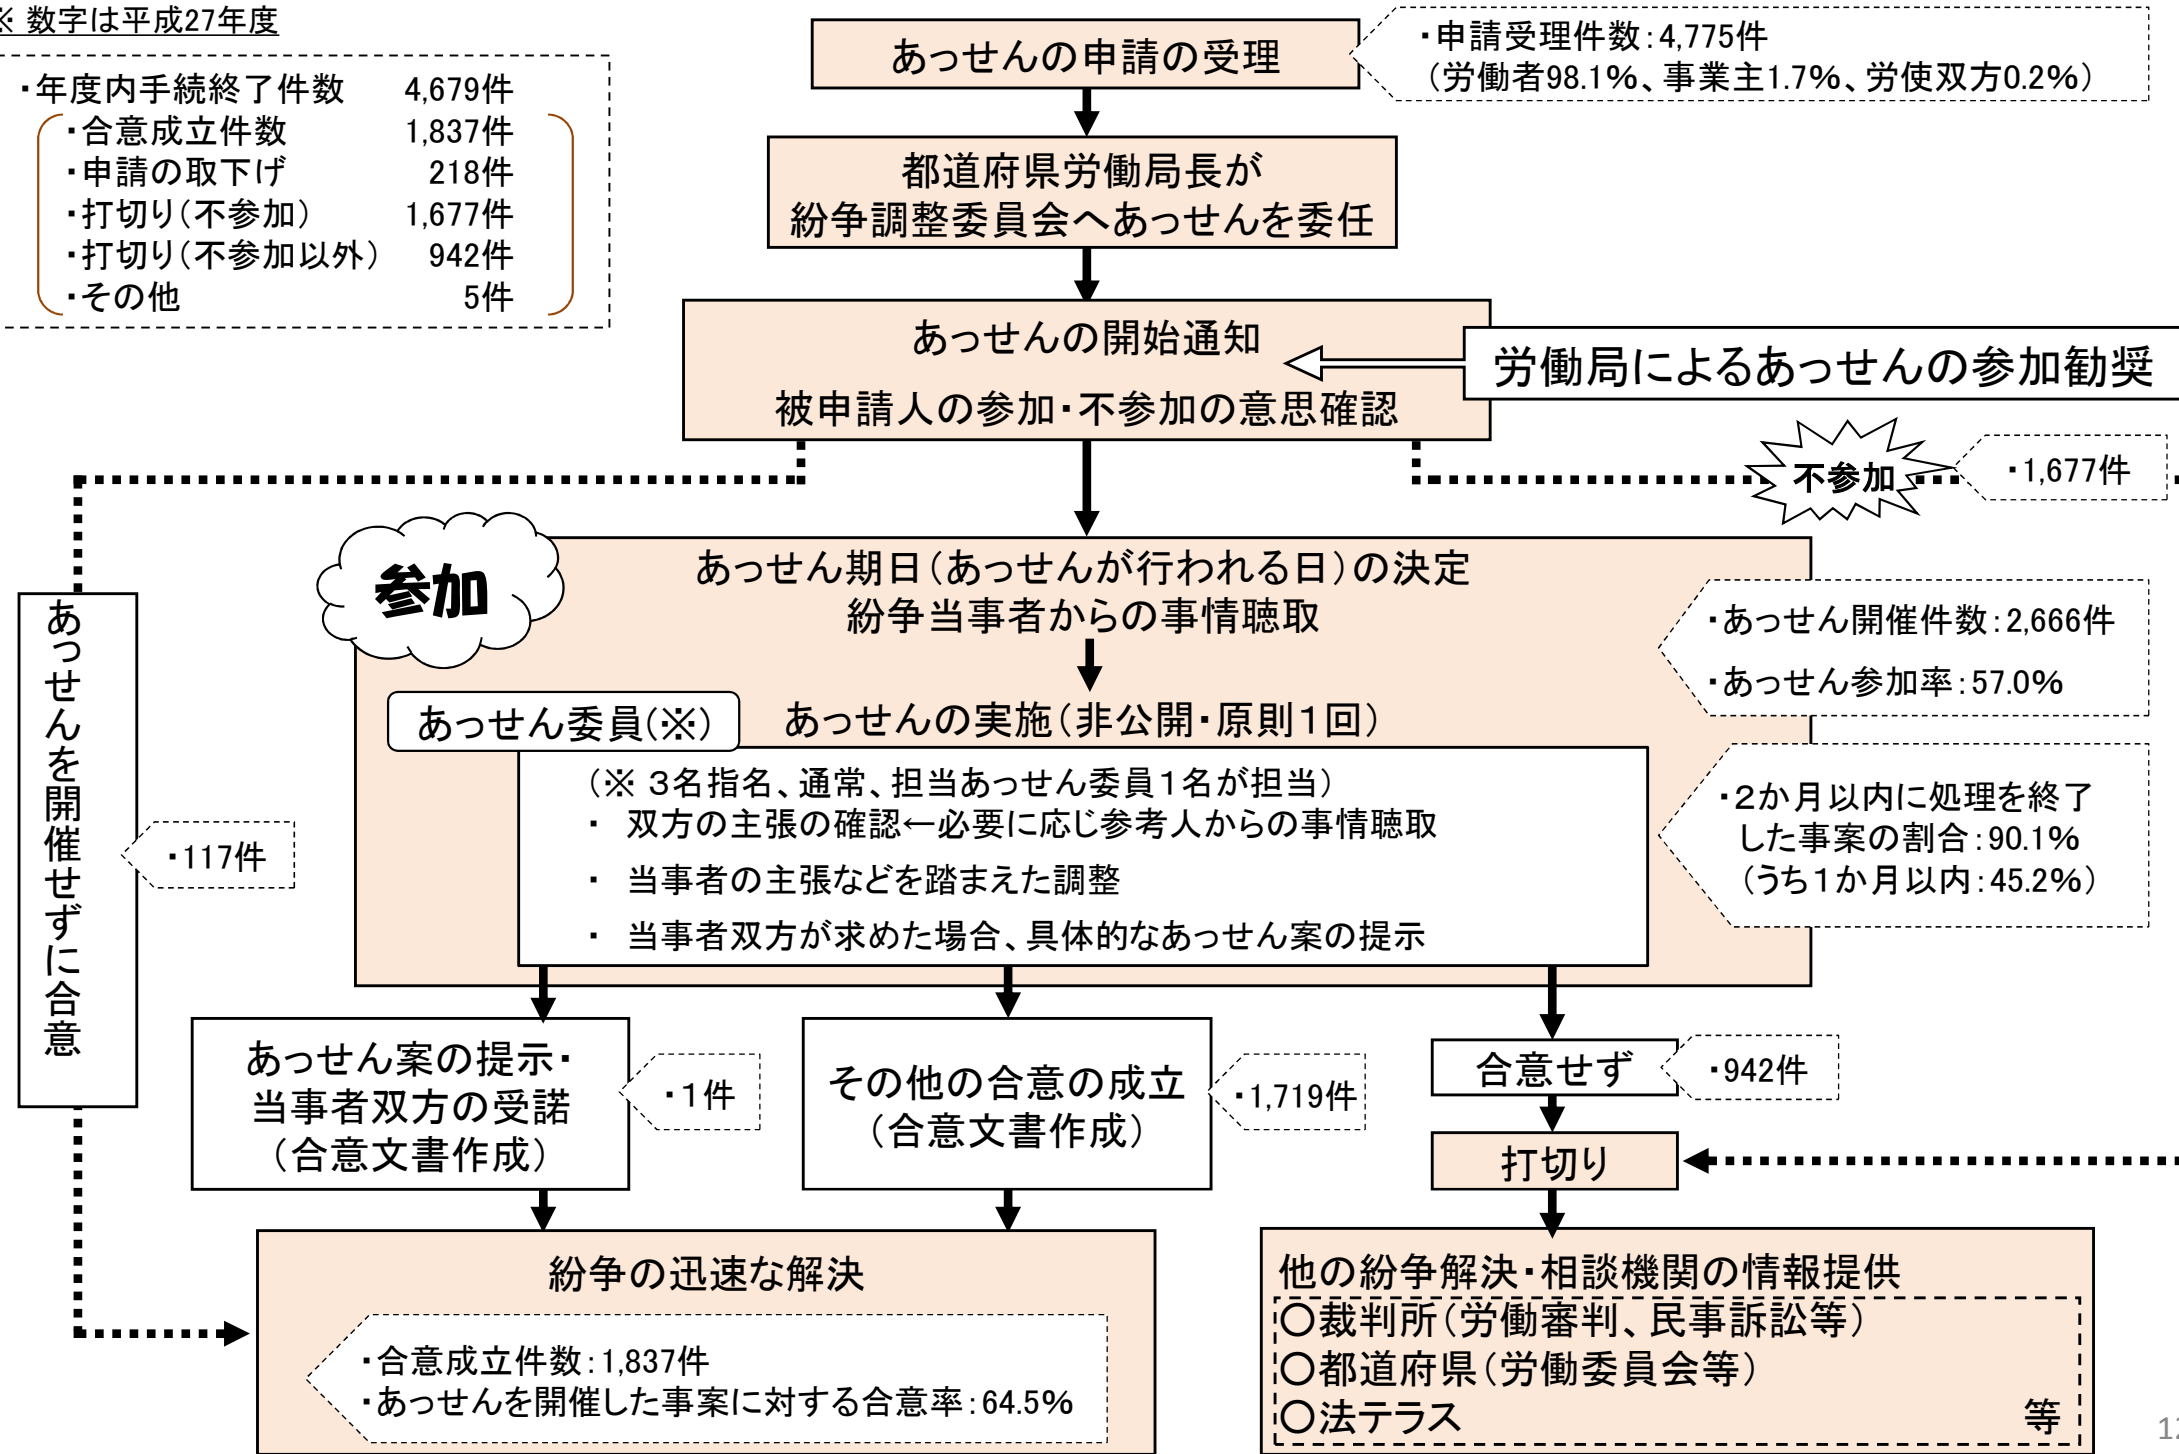 ※ 数字は平成27年度
・年度内手続終了件数 4,679件
・合意成立件数 1,837件
・申請の取下げ 218件
・打切り(不参加) 1,677件
・打切り(不参加以外) 942件
・その他 5件
あっせんの申請の受理
・申請受理件数:4,775件
(労働者98.1%、事業主1.7%、労使双方0.2%)
都道府県労働局長が
紛争調整委員会へあっせんを委任
あっせんの開始通知
被申請人の参加・不参加の意思確認
労働局によるあっせんの参加勧奨
不参加
・1,677件
参加
あっせん期日(あっせんが行われる日)の決定
紛争当事者からの事情聴取
・あっせん開催件数:2,666件
・あっせん参加率:57.0%
あっせん委員(※)
あっせんの実施(非公開・原則1回)
(※ 3名指名、通常、担当あっせん委員1名が担当)
・ 双方の主張の確認←必要に応じ参考人からの事情聴取
・ 当事者の主張などを踏まえた調整
・ 当事者双方が求めた場合、具体的なあっせん案の提示
・2か月以内に処理を終了
した事案の割合:90.1%
(うち1か月以内:45.2%)
あっせんを開催せずに合意
・117件
あっせん案の提示・
当事者双方の受諾
(合意文書作成)
・1件
その他の合意の成立
(合意文書作成)
・1,719件
合意せず
・942件
打切り
紛争の迅速な解決
・合意成立件数:1,837件
・あっせんを開催した事案に対する合意率:64.5%
他の紛争解決・相談機関の情報提供
○裁判所(労働審判、民事訴訟等)
○都道府県(労働委員会等)
○法テラス 等